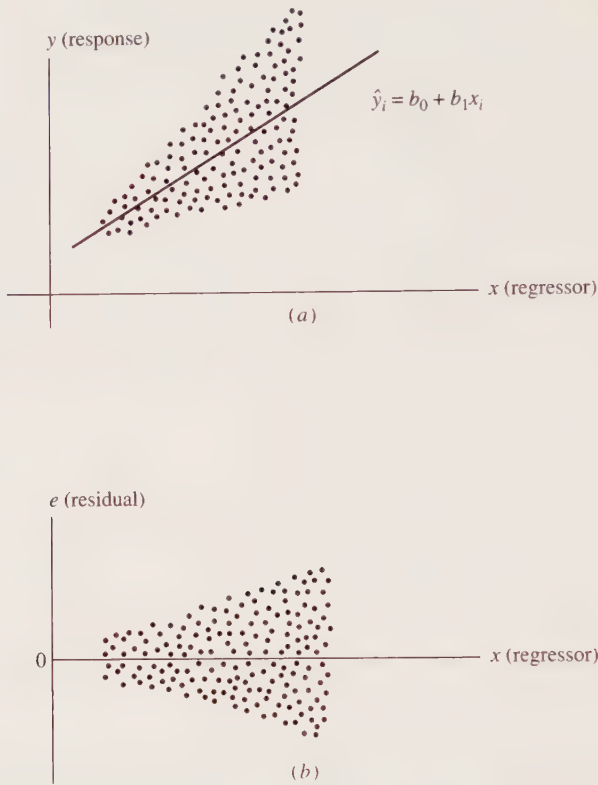 y (response)
ŷᵢ = b₀ + b₁xᵢ
x (regressor)
(a)
e (residual)
0
x (regressor)
(b)